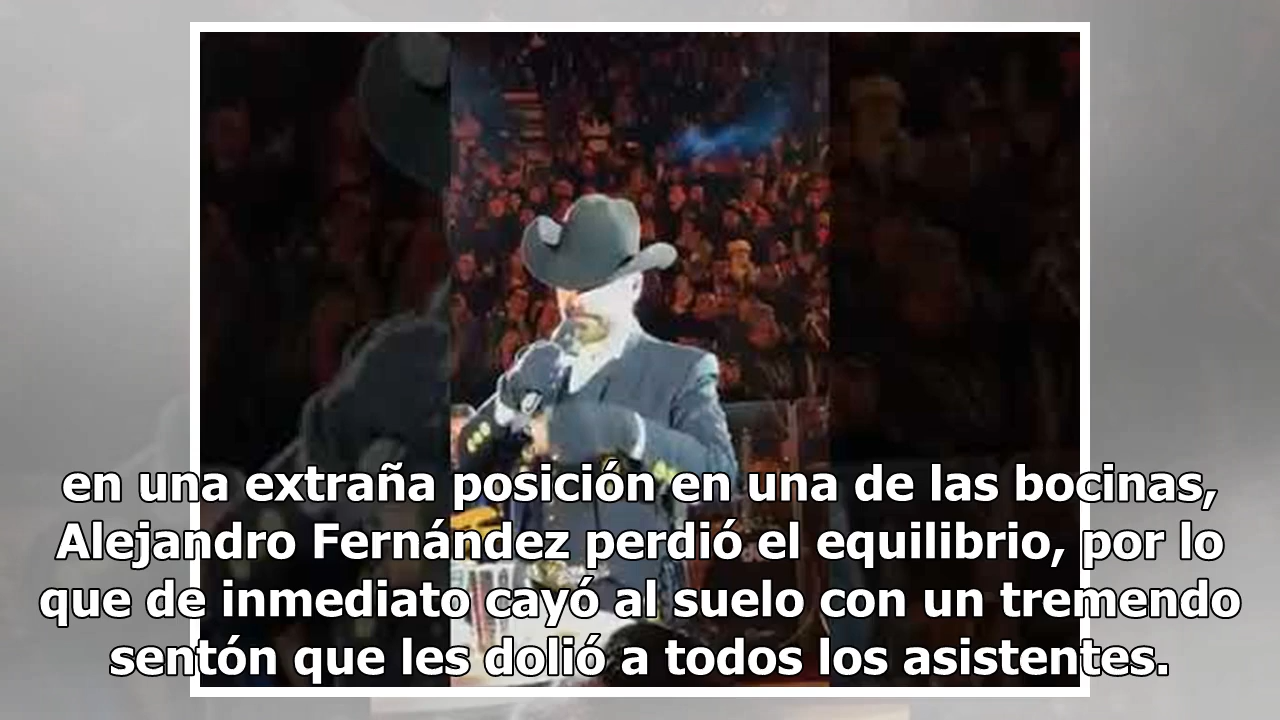 en una extraña posición en una de las bocinas,
Alejandro Fernández perdió el equilibrio, por lo
que de inmediato cayó al suelo con un tremendo
sentón que les dolió a todos los asistentes.